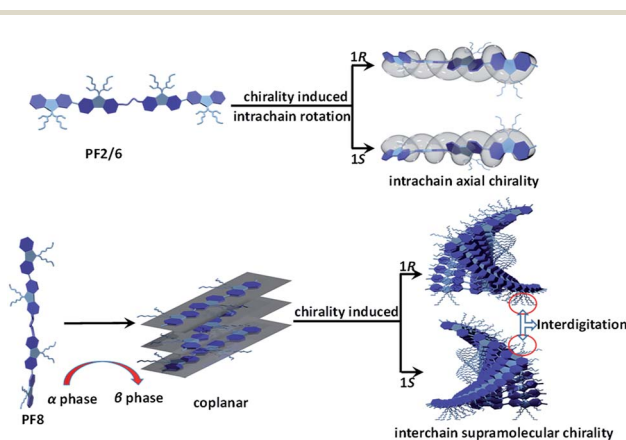 1R
chirality induced
intrachain rotation
PF2/6
1S
intrachain axial chirality
1R
chirality induced
Interdigitation
α phase
β phase
coplanar
1S
PF8
interchain supramolecular chirality